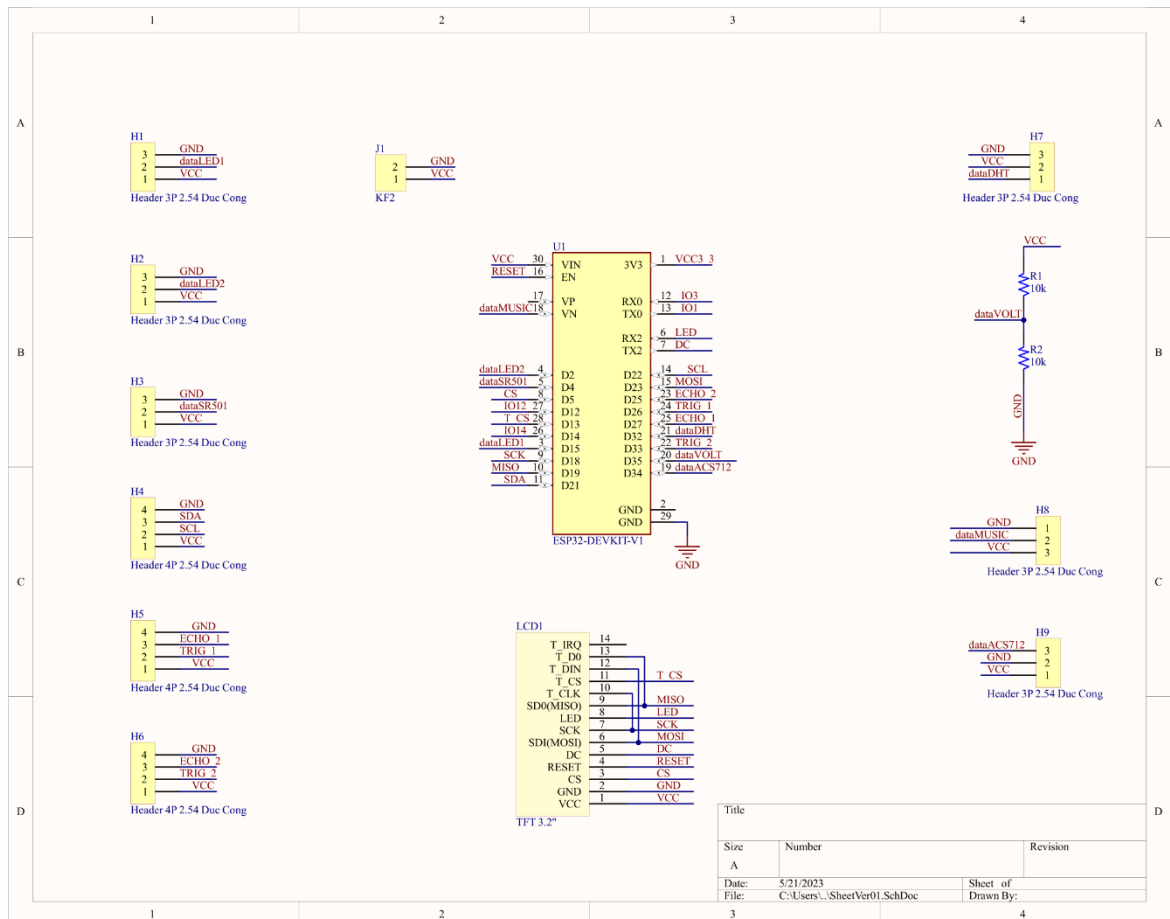 1 2 3 4
A A
B B
C C
D D
H1
3 GND
2 dataLED1
1 VCC
Header 3P 2.54 Duc Cong
H2
3 GND
2 dataLED2
1 VCC
Header 3P 2.54 Duc Cong
H3
3 GND
2 dataSR501
1 VCC
Header 3P 2.54 Duc Cong
H4
4 GND
3 SDA
2 SCL
1 VCC
Header 4P 2.54 Duc Cong
H5
4 GND
3 ECHO_1
2 TRIG_1
1 VCC
Header 4P 2.54 Duc Cong
H6
4 GND
3 ECHO_2
2 TRIG_2
1 VCC
Header 4P 2.54 Duc Cong
J1
2 GND
1 VCC
KF2
U1
VCC 30 VIN 3V3 1 VCC3_3
RESET 16 EN
17 VP RX0 12 IO3
dataMUSIC 18 VN TX0 13 IO1
RX2 6 LED
TX2 7 DC
dataLED2 4 D2 D22 14 SCL
dataSR501 5 D4 D23 15 MOSI
CS 8 D5 D25 23 ECHO_2
IO12 27 D12 D26 24 TRIG_1
T_CS 28 D13 D27 25 ECHO_1
IO14 26 D14 D32 21 dataDHT
dataLED1 3 D15 D33 22 TRIG_2
SCK 9 D18 D35 20 dataVOLT
MISO 10 D19 D34 19 dataACS712
SDA 11 D21
GND 2
GND 29
ESP32-DEVKIT-V1
GND
LCD1
T_IRQ 14
T_D0 13
T_DIN 12
T_CS 11 T_CS
T_CLK 10
SD0(MISO) 9 MISO
LED 8 LED
SCK 7 SCK
SDI(MOSI) 6 MOSI
DC 5 DC
RESET 4 RESET
CS 3 CS
GND 2 GND
VCC 1 VCC
TFT 3.2"
H7
GND 3
VCC 2
dataDHT 1
Header 3P 2.54 Duc Cong
VCC
R1
10k
dataVOLT
R2
10k
GND
GND
H8
GND 1
dataMUSIC 2
VCC 3
Header 3P 2.54 Duc Cong
H9
dataACS712 3
GND 2
VCC 1
Header 3P 2.54 Duc Cong
Title
Size Number Revision
A
Date: 5/21/2023 Sheet of
File: C:\Users\..\SheetVer01.SchDoc Drawn By:
1 2 3 4